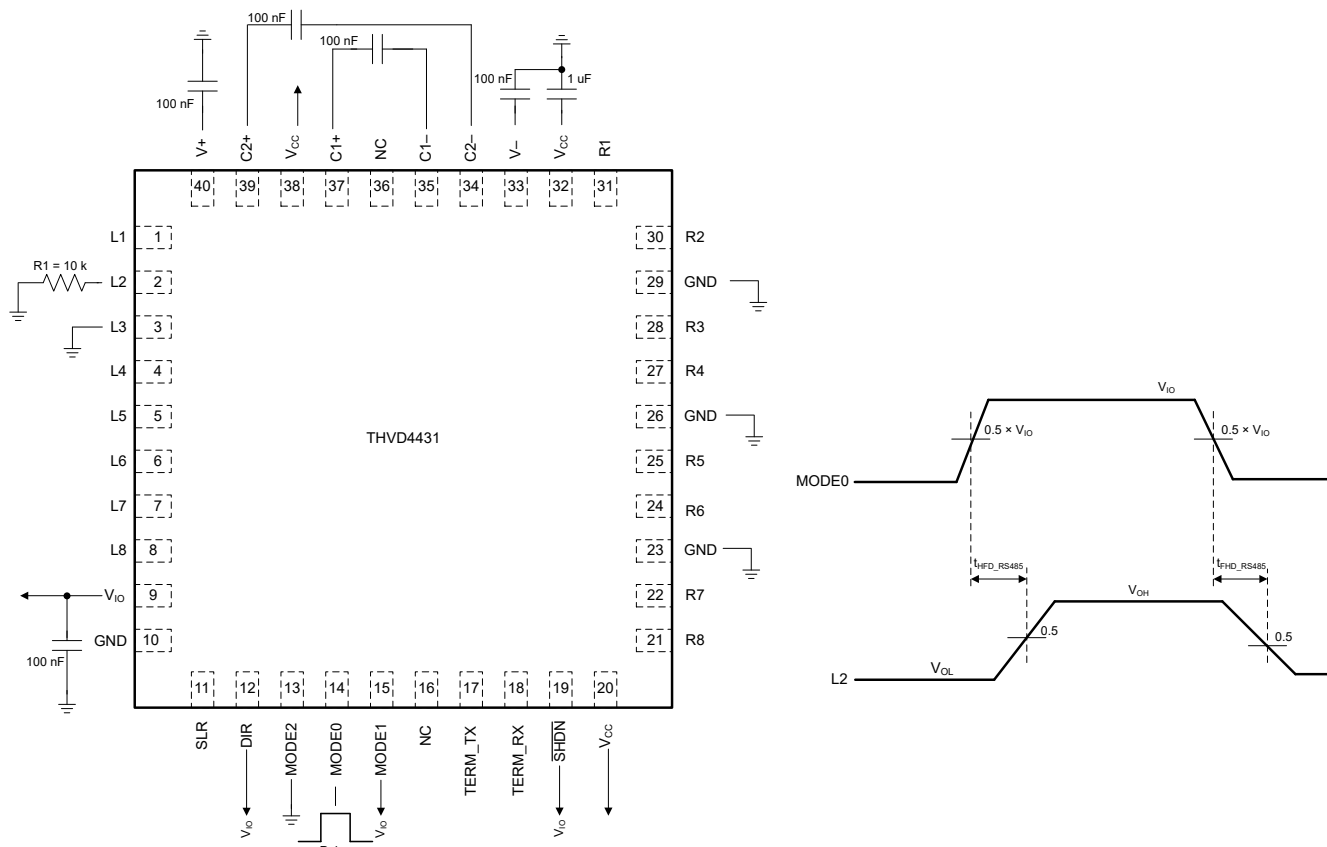 100 nF
100 nF
100 nF
100 nF
1 uF
V+
C2+
VCC
C1+
NC
C1–
C2–
V–
VCC
R1
40
39
38
37
36
35
34
33
32
31
L1 1
R1 = 10 k
L2 2
L3 3
L4 4
L5 5
L6 6
L7 7
L8 8
VIO 9
GND 10
100 nF
THVD4431
30 R2
29 GND
28 R3
27 R4
26 GND
25 R5
24 R6
23 GND
22 R7
21 R8
11
12
13
14
15
16
17
18
19
20
SLR
DIR
MODE2
MODE0
MODE1
NC
TERM_TX
TERM_RX
SHDN
VCC
VIO
VIO
VIO
VIO
0.5 × VIO
0.5 × VIO
MODE0
tHFD_RS485
tFHD_RS485
VOH
0.5
0.5
VOL
L2